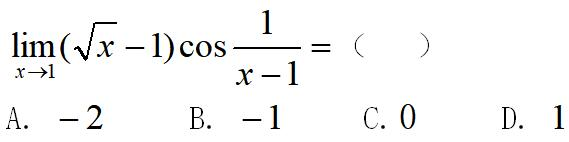 lim_{x→1} (√x − 1) cos 1/(x−1) = （　　）
A. −2　B. −1　C. 0　D. 1